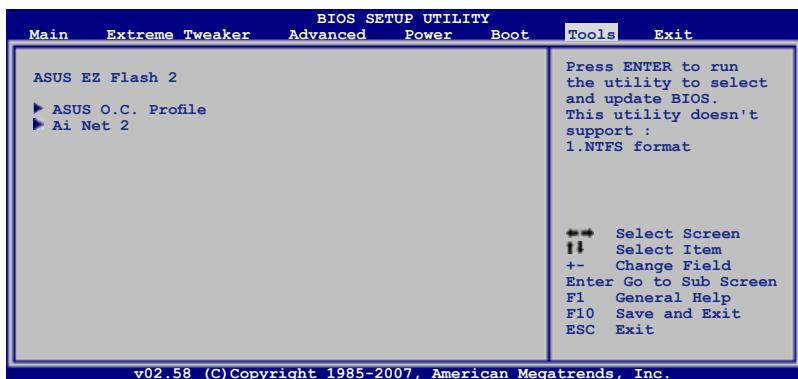 BIOS SETUP UTILITY
Main Extreme Tweaker Advanced Power Boot Tools Exit
ASUS EZ Flash 2
ASUS O.C. Profile
Ai Net 2
Press ENTER to run
the utility to select
and update BIOS.
This utility doesn't
support :
1.NTFS format
Select Screen
Select Item
+- Change Field
Enter Go to Sub Screen
F1 General Help
F10 Save and Exit
ESC Exit
v02.58 (C)Copyright 1985-2007, American Megatrends, Inc.